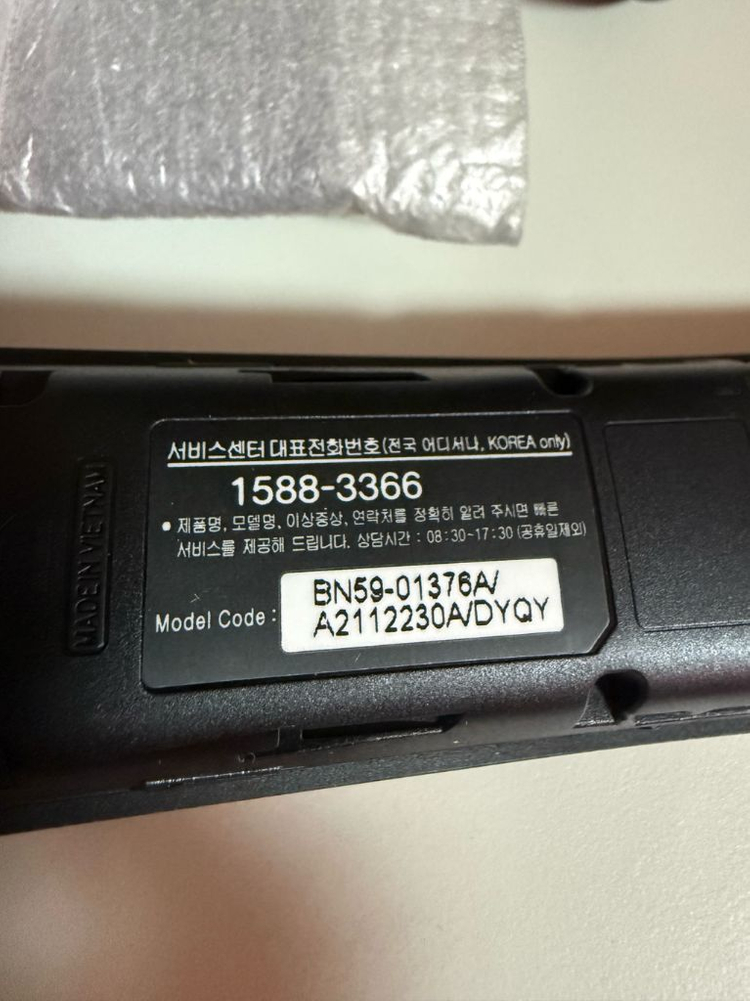 서비스센터 대표전화번호(전국 어디서나, KOREA only)
1588-3366
• 제품명, 모델명, 이상증상, 연락처를 정확히 알려 주시면 빠른
서비스를 제공해 드립니다. 상담시간 : 08:30~17:30 (공휴일제외)
Model Code :
BN59-01376A/
A2112230A/DYQY
MADE IN VIETNAM